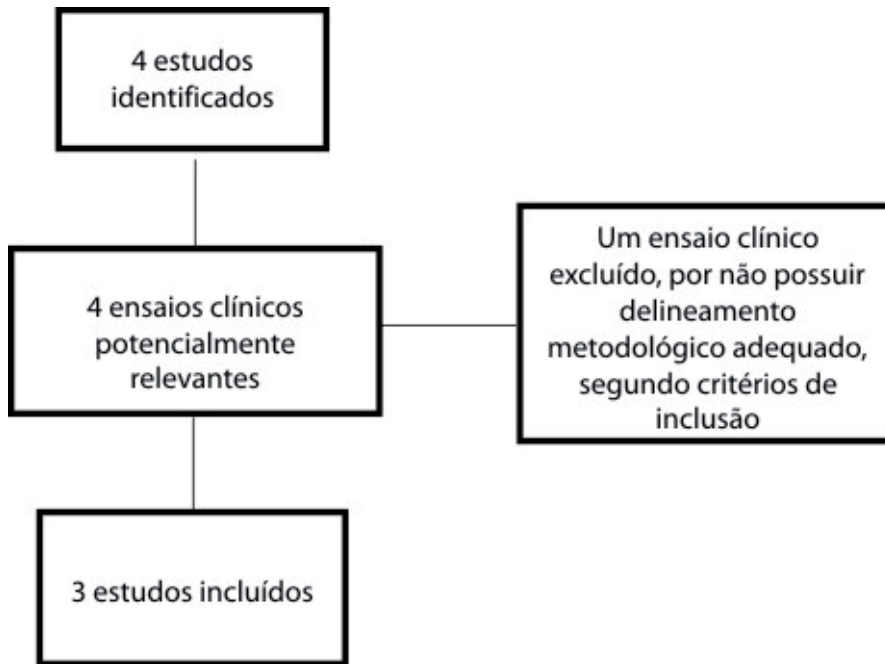 4 estudos
identificados
4 ensaios clínicos
potencialmente
relevantes
Um ensaio clínico
excluído, por não possuir
delineamento
metodológico adequado,
segundo critérios de
inclusão
3 estudos incluídos